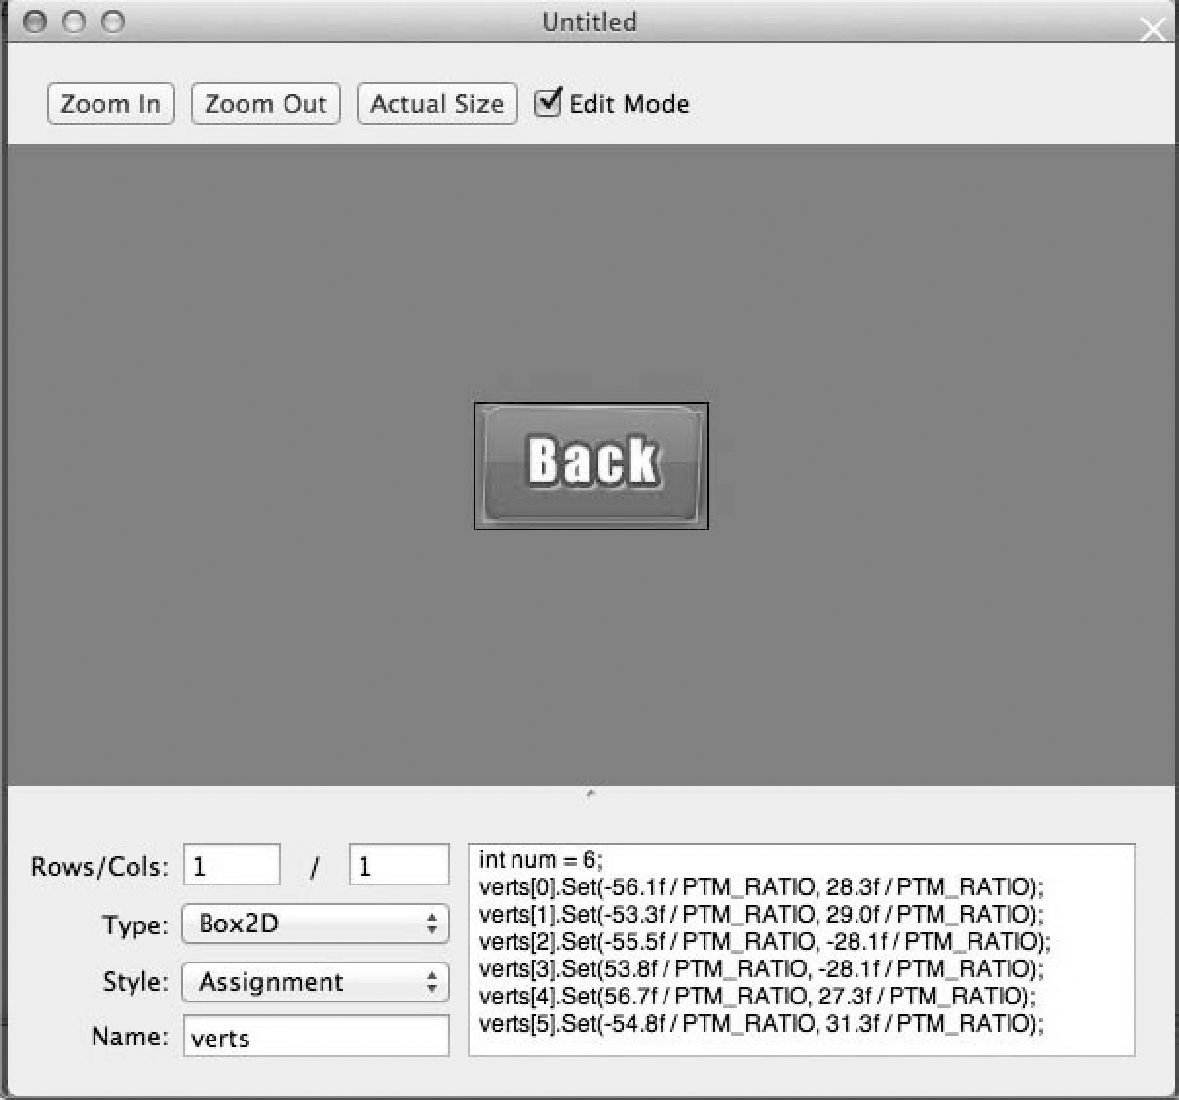 Untitled
Zoom In Zoom Out Actual Size Edit Mode
Back
Rows/Cols: 1 / 1
Type: Box2D
Style: Assignment
Name: verts
int num = 6;
verts[0].Set(-56.1f / PTM_RATIO, 28.3f / PTM_RATIO);
verts[1].Set(-53.3f / PTM_RATIO, 29.0f / PTM_RATIO);
verts[2].Set(-55.5f / PTM_RATIO, -28.1f / PTM_RATIO);
verts[3].Set(53.8f / PTM_RATIO, -28.1f / PTM_RATIO);
verts[4].Set(56.7f / PTM_RATIO, 27.3f / PTM_RATIO);
verts[5].Set(-54.8f / PTM_RATIO, 31.3f / PTM_RATIO);